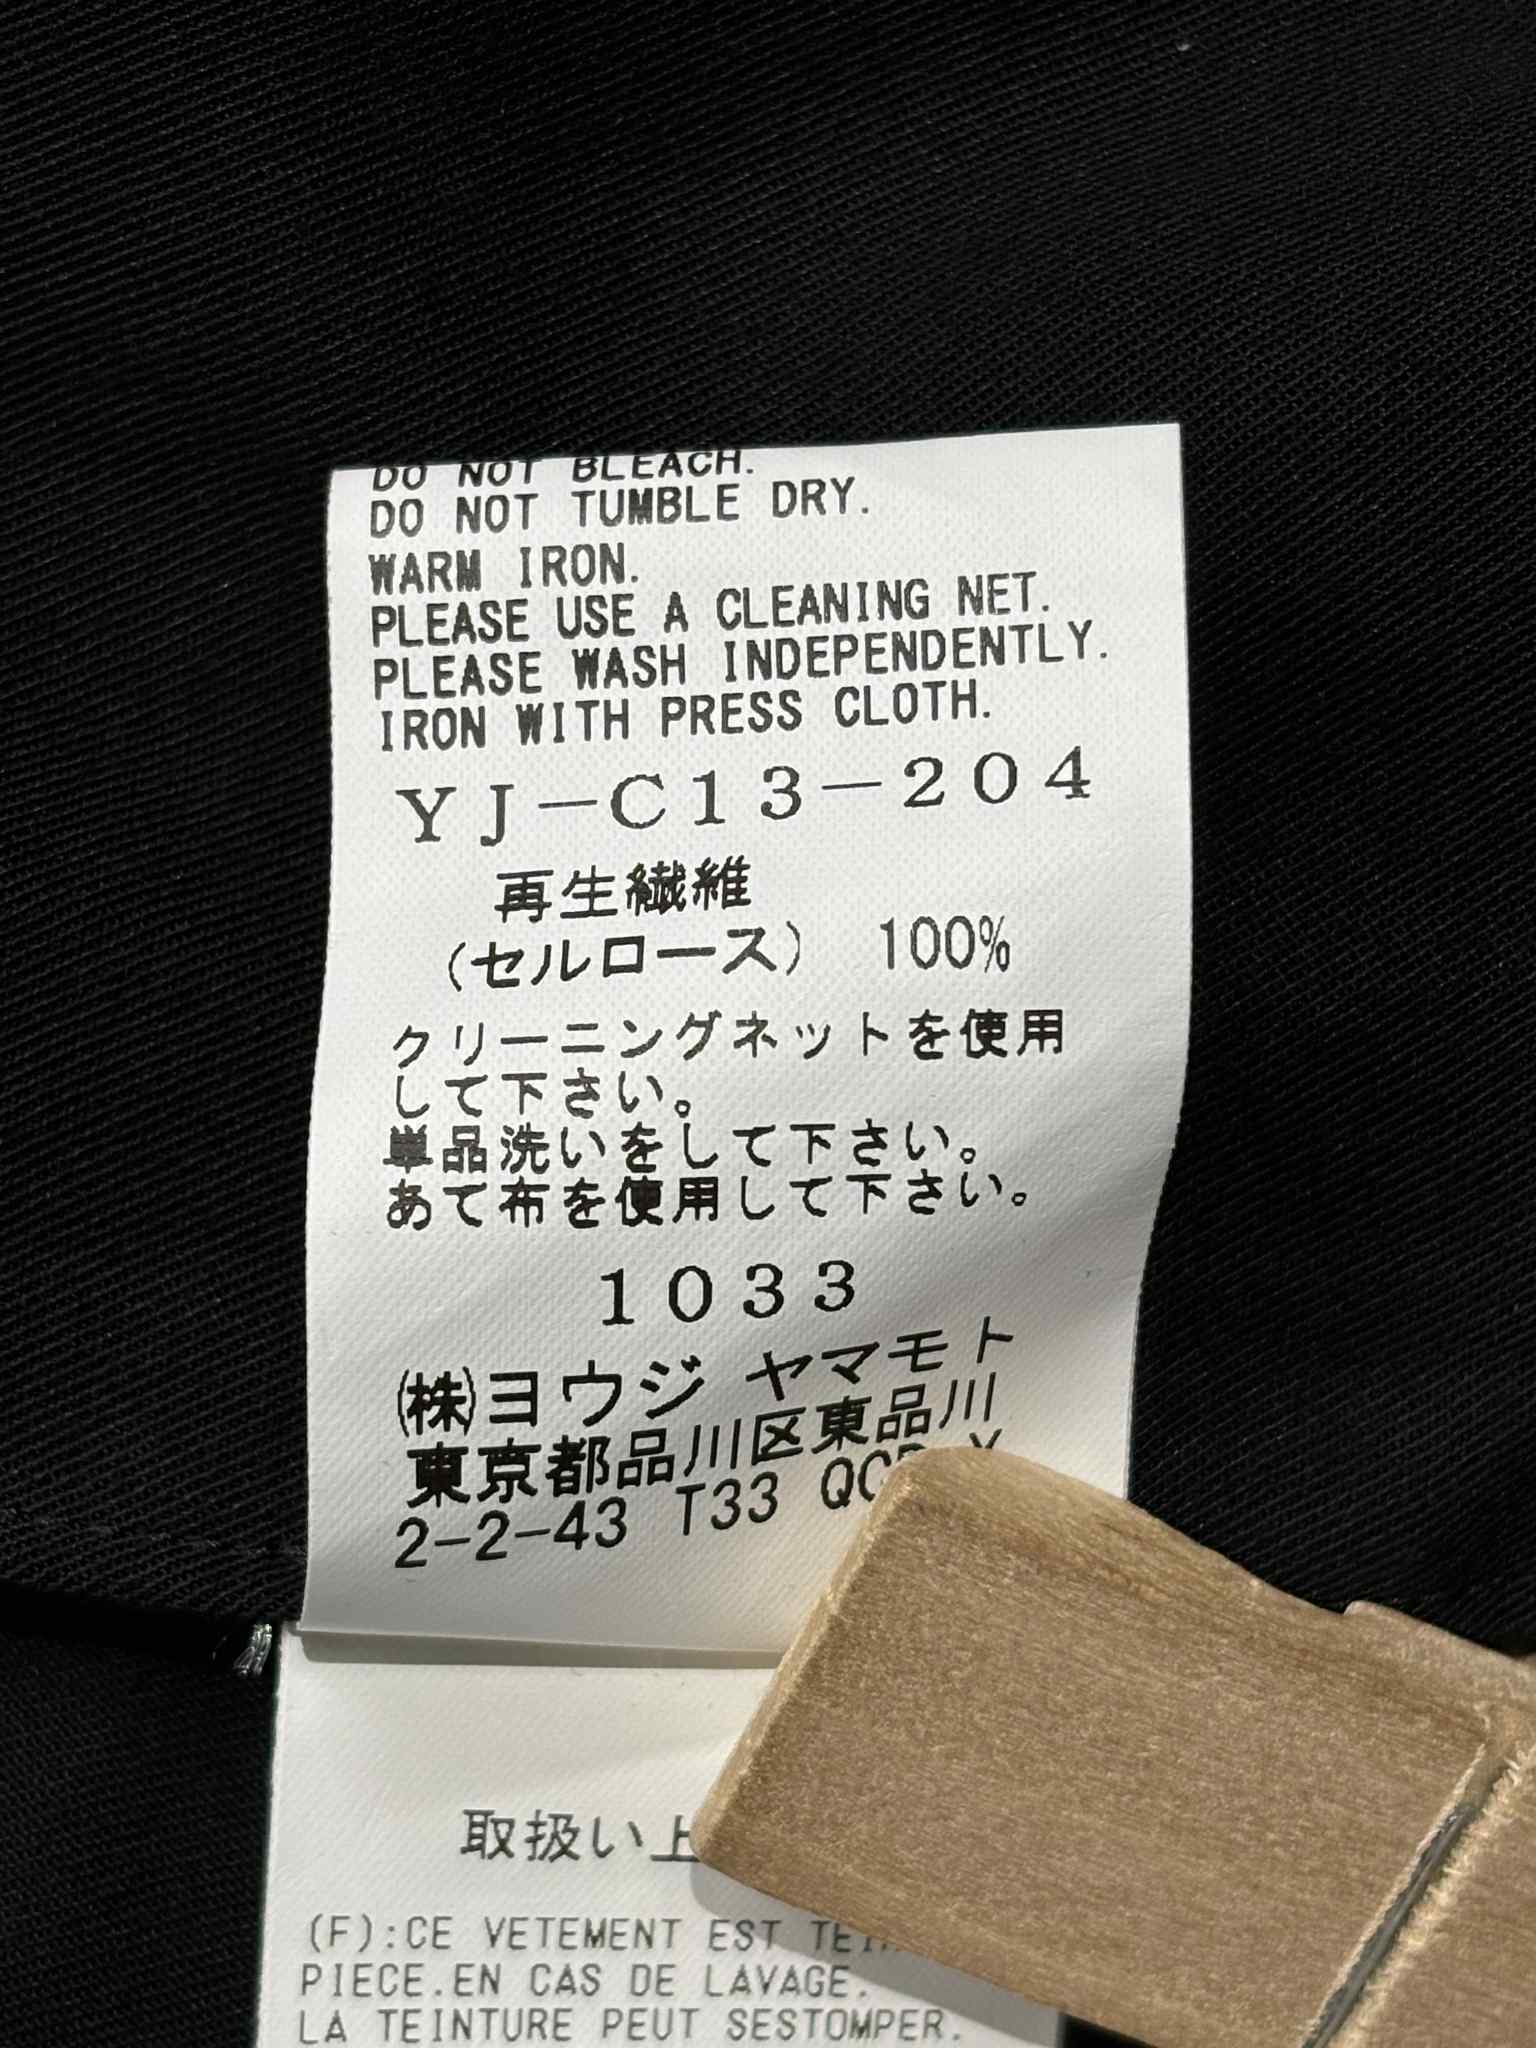 DO NOT BLEACH.
DO NOT TUMBLE DRY.
WARM IRON.
PLEASE USE A CLEANING NET.
PLEASE WASH INDEPENDENTLY.
IRON WITH PRESS CLOTH.
YJ－C13－204
再生繊維
(セルロース) 100%
クリーニングネットを使用
して下さい。
単品洗いをして下さい。
あて布を使用して下さい。
1033
㈱ヨウジ ヤマモト
東京都品川区東品川
2-2-43 T33
取扱い上
(F):CE VETEMENT EST
PIECE.EN CAS DE LAVAGE.
LA TEINTURE PEUT SESTOMPER.